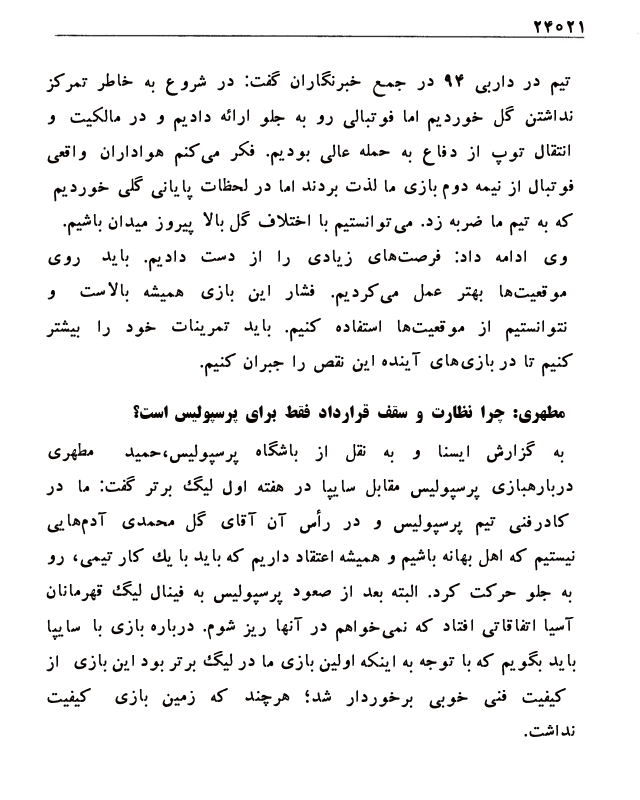 ۲۴۰۲۱
تیم در داربی ۹۴ در جمع خبرنگاران گفت: در شروع به خاطر تمرکز
نداشتن گل خوردیم اما فوتبالی رو به جلو ارائه دادیم و در مالکیت و
انتقال توپ از دفاع به حمله عالی بودیم. فکر می‌کنم هواداران واقعی
فوتبال از نیمه دوم بازی ما لذت بردند اما در لحظات پایانی گلی خوردیم
که به تیم ما ضربه زد. می‌توانستیم با اختلاف گل بالا پیروز میدان باشیم.
وی ادامه داد: فرصت‌های زیادی را از دست دادیم. باید روی
موقعیت‌ها بهتر عمل می‌کردیم. فشار این بازی همیشه بالاست و
نتوانستیم از موقعیت‌ها استفاده کنیم. باید تمرینات خود را بیشتر
کنیم تا در بازی‌های آینده این نقص را جبران کنیم.
مطهری: چرا نظارت و سقف قرارداد فقط برای پرسپولیس است؟
به گزارش ایسنا و به نقل از باشگاه پرسپولیس،حمید مطهری
دربارهبازی پرسپولیس مقابل سایپا در هفته اول لیگ برتر گفت: ما در
کادرفنی تیم پرسپولیس و در رأس آن آقای گل محمدی آدم‌هایی
نیستیم که اهل بهانه باشیم و همیشه اعتقاد داریم که باید با یك کار تیمی، رو
به جلو حرکت کرد. البته بعد از صعود پرسپولیس به فینال لیگ قهرمانان
آسیا اتفاقاتی افتاد که نمی‌خواهم در آنها ریز شوم. درباره بازی با سایپا
باید بگویم که با توجه به اینکه اولین بازی ما در لیگ برتر بود این بازی از
کیفیت فنی خوبی برخوردار شد؛ هرچند که زمین بازی کیفیت
نداشت.